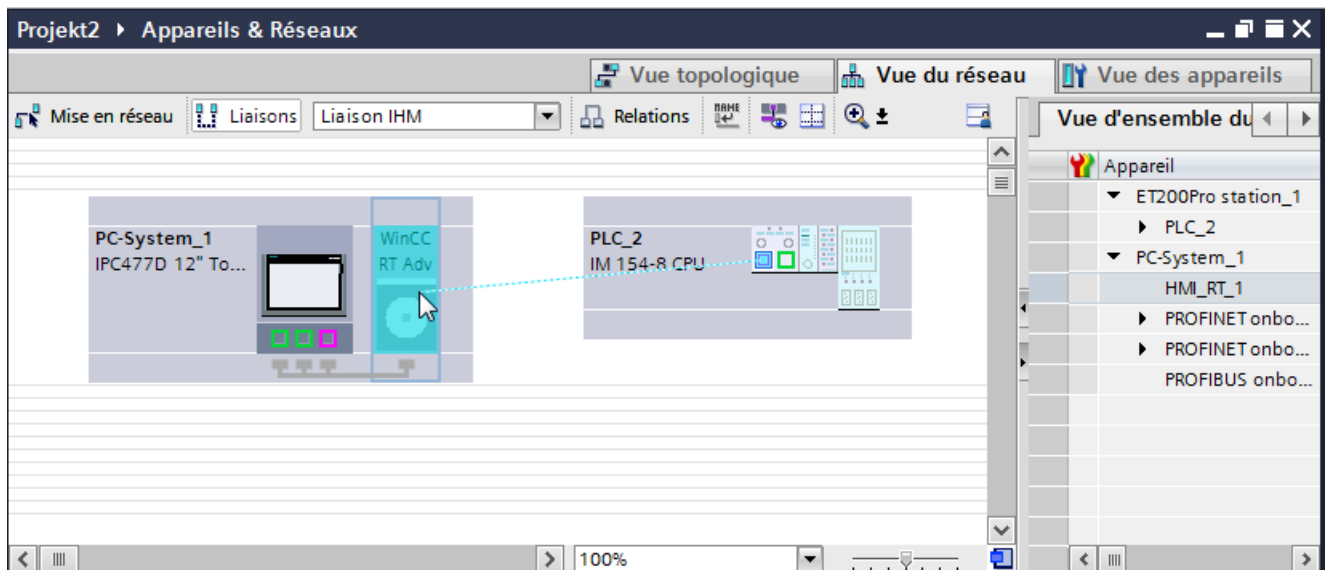 Projekt2 ▸ Appareils & Réseaux
Vue topologique
Vue du réseau
Vue des appareils
Mise en réseau
Liaisons
Liaison IHM
Relations
Vue d'ensemble du
Appareil
ET200Pro station_1
PLC_2
PC-System_1
HMI_RT_1
PROFINET onbo...
PROFINET onbo...
PROFIBUS onbo...
PC-System_1
IPC477D 12" To...
WinCC
RT Adv
PLC_2
IM 154-8 CPU
100%